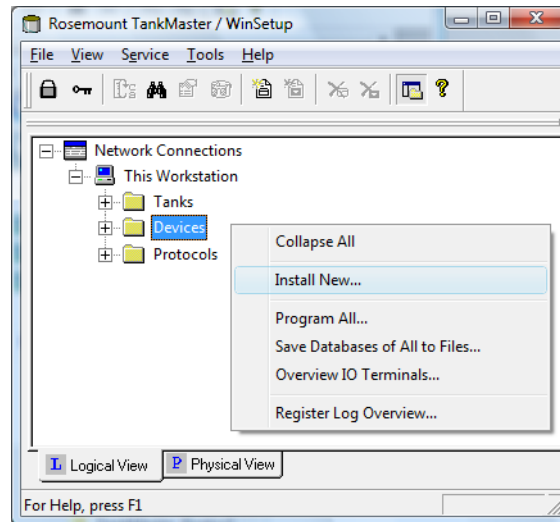 Rosemount TankMaster / WinSetup
File View Service Tools Help
Network Connections
This Workstation
Tanks
Devices
Protocols
Collapse All
Install New...
Program All...
Save Databases of All to Files...
Overview IO Terminals...
Register Log Overview...
L Logical View P Physical View
For Help, press F1